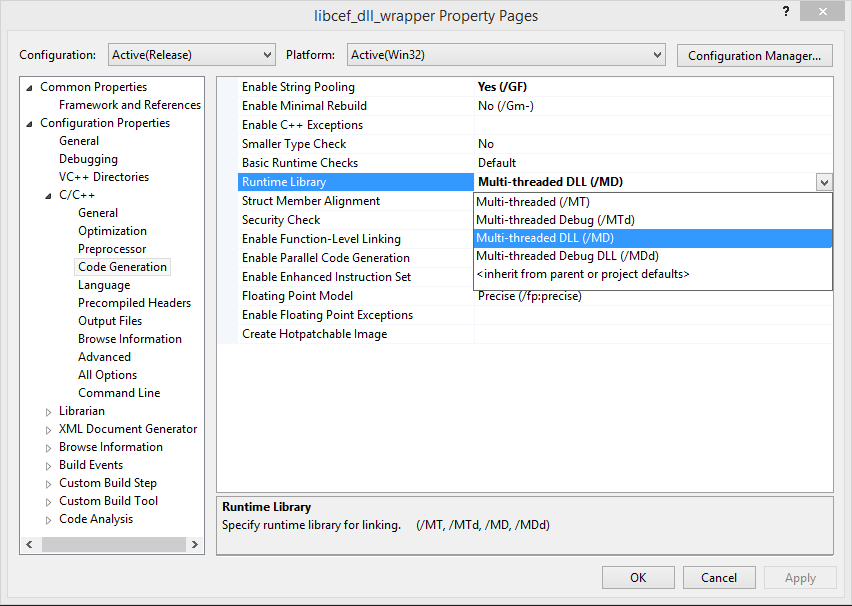 libcef_dll_wrapper Property Pages
?
Configuration: Active(Release) Platform: Active(Win32) Configuration Manager...
Common Properties
Framework and References
Configuration Properties
General
Debugging
VC++ Directories
C/C++
General
Optimization
Preprocessor
Code Generation
Language
Precompiled Headers
Output Files
Browse Information
Advanced
All Options
Command Line
Librarian
XML Document Generator
Browse Information
Build Events
Custom Build Step
Custom Build Tool
Code Analysis
Enable String Pooling Yes (/GF)
Enable Minimal Rebuild No (/Gm-)
Enable C++ Exceptions
Smaller Type Check No
Basic Runtime Checks Default
Runtime Library Multi-threaded DLL (/MD)
Struct Member Alignment
Security Check
Enable Function-Level Linking
Enable Parallel Code Generation
Enable Enhanced Instruction Set
Floating Point Model Precise (/fp:precise)
Enable Floating Point Exceptions
Create Hotpatchable Image
Multi-threaded (/MT)
Multi-threaded Debug (/MTd)
Multi-threaded DLL (/MD)
Multi-threaded Debug DLL (/MDd)
<inherit from parent or project defaults>
Runtime Library
Specify runtime library for linking. (/MT, /MTd, /MD, /MDd)
OK Cancel Apply